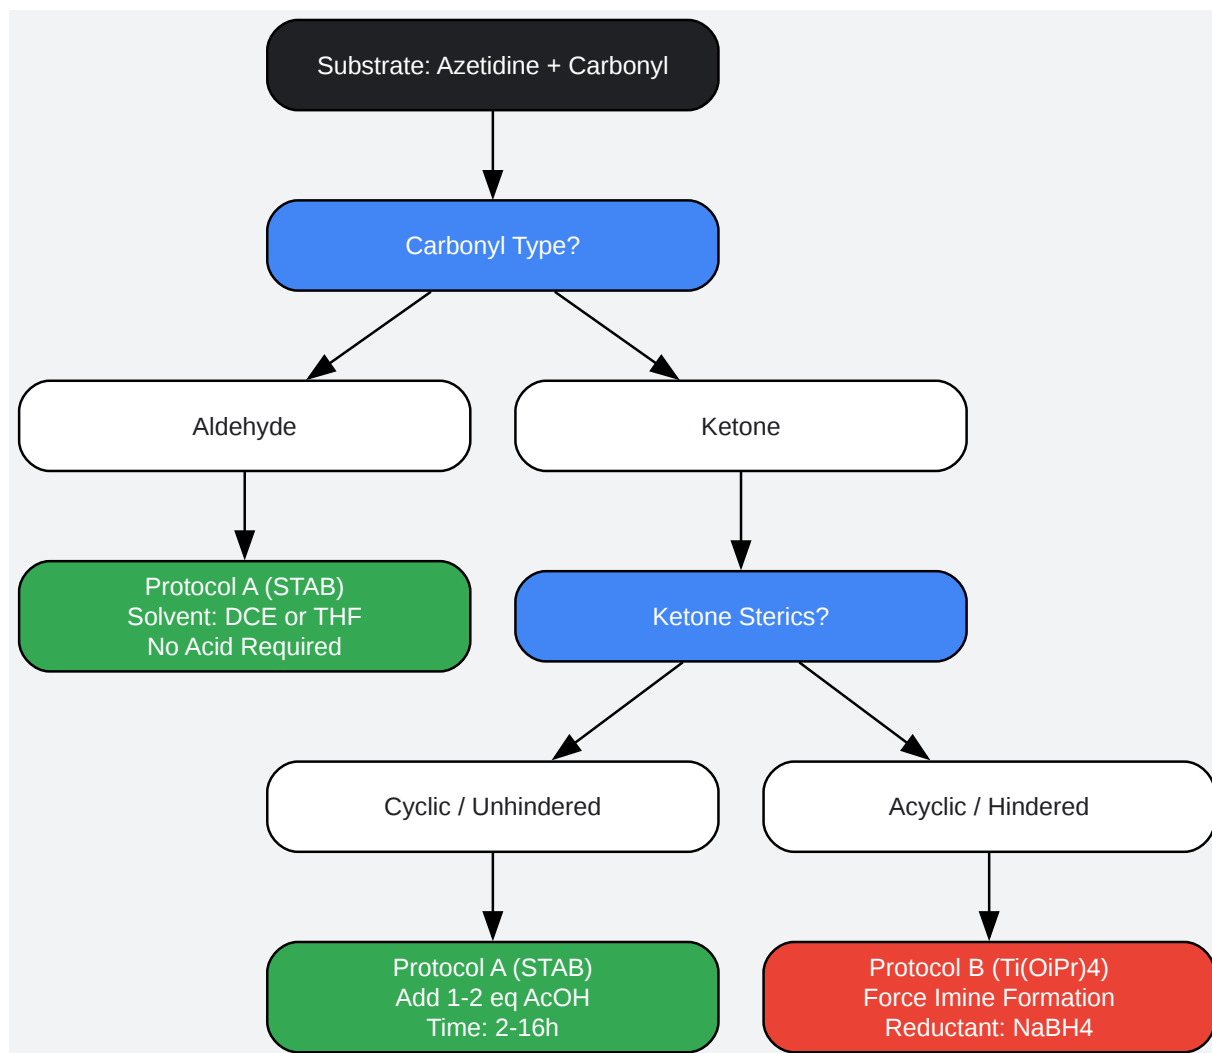 Substrate: Azetidine + Carbonyl
Carbonyl Type?
Aldehyde
Ketone
Protocol A (STAB)
Solvent: DCE or THF
No Acid Required
Ketone Sterics?
Cyclic / Unhindered
Acyclic / Hindered
Protocol A (STAB)
Add 1-2 eq AcOH
Time: 2-16h
Protocol B (Ti(OiPr)4)
Force Imine Formation
Reductant: NaBH4